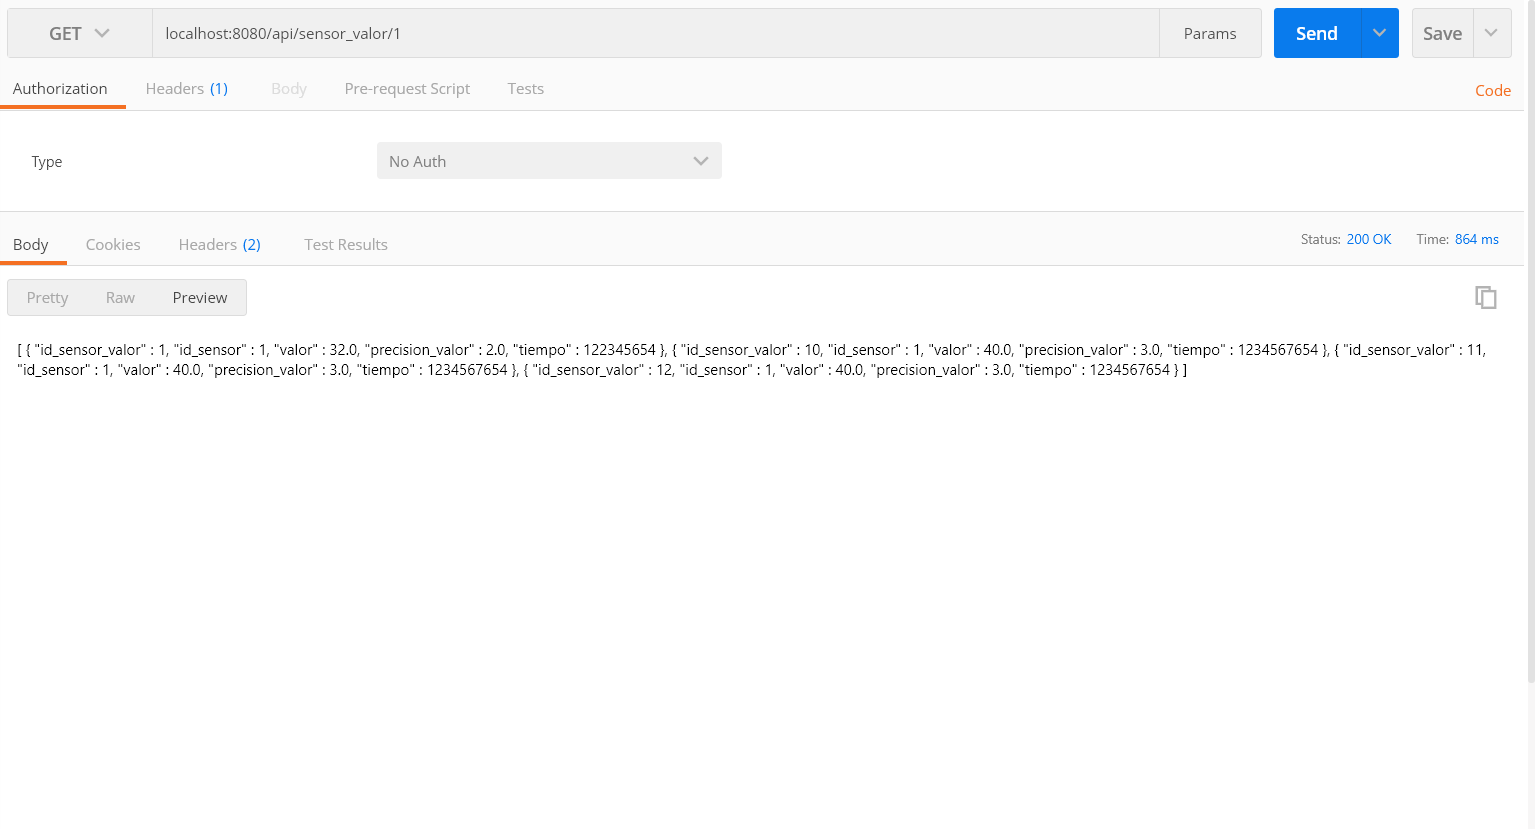 GET localhost:8080/api/sensor_valor/1 Params Send Save
Authorization Headers (1) Body Pre-request Script Tests Code
Type No Auth
Body Cookies Headers (2) Test Results Status: 200 OK Time: 864 ms
Pretty Raw Preview
[ { "id_sensor_valor" : 1, "id_sensor" : 1, "valor" : 32.0, "precision_valor" : 2.0, "tiempo" : 122345654 }, { "id_sensor_valor" : 10, "id_sensor" : 1, "valor" : 40.0, "precision_valor" : 3.0, "tiempo" : 1234567654 }, { "id_sensor_valor" : 11,
"id_sensor" : 1, "valor" : 40.0, "precision_valor" : 3.0, "tiempo" : 1234567654 }, { "id_sensor_valor" : 12, "id_sensor" : 1, "valor" : 40.0, "precision_valor" : 3.0, "tiempo" : 1234567654 } ]